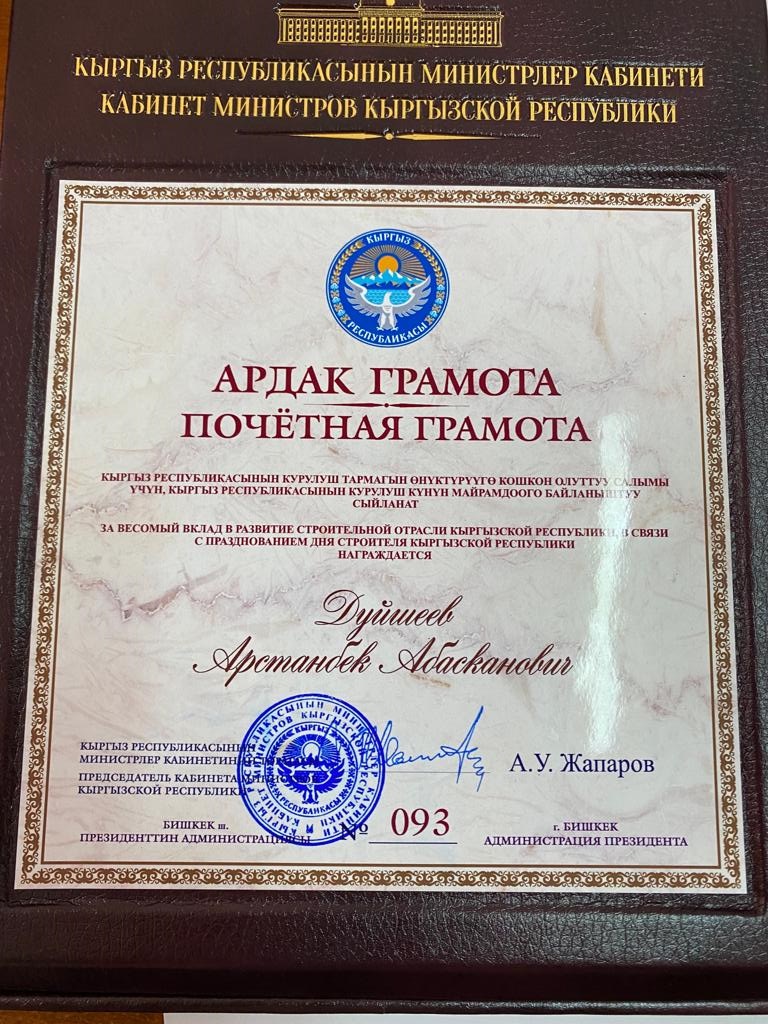 КЫРГЫЗ РЕСПУБЛИКАСЫНЫН МИНИСТРЛЕР КАБИНЕТИ
КАБИНЕТ МИНИСТРОВ КЫРГЫЗСКОЙ РЕСПУБЛИКИ
КЫРГЫЗ
РЕСПУБЛИКАСЫ
АРДАК ГРАМОТА
ПОЧЁТНАЯ ГРАМОТА
КЫРГЫЗ РЕСПУБЛИКАСЫНЫН КУРУЛУШ ТАРМАГЫН ӨНҮКТҮРҮҮГӨ КОШКОН ОЛУТТУУ САЛЫМЫ
ҮЧҮН, КЫРГЫЗ РЕСПУБЛИКАСЫНЫН КУРУЛУШ КҮНҮН МАЙРАМДООГО БАЙЛАНЫШТУУ
СЫЙЛАНАТ
ЗА ВЕСОМЫЙ ВКЛАД В РАЗВИТИЕ СТРОИТЕЛЬНОЙ ОТРАСЛИ КЫРГЫЗСКОЙ РЕСПУБЛИКИ, В СВЯЗИ
С ПРАЗДНОВАНИЕМ ДНЯ СТРОИТЕЛЯ КЫРГЫЗСКОЙ РЕСПУБЛИКИ
НАГРАЖДАЕТСЯ
Дуйшеев
Арстанбек Абасканович
КЫРГЫЗ РЕСПУБЛИКАСЫНЫН
МИНИСТРЛЕР КАБИНЕТИНИН
ПРЕДСЕДАТЕЛЬ КАБИНЕТА МИНИСТРОВ
КЫРГЫЗСКОЙ РЕСПУБЛИКИ
А.У. Жапаров
БИШКЕК ш.
ПРЕЗИДЕНТТИН АДМИНИСТРАЦИЯСЫ
№ 093
г. БИШКЕК
АДМИНИСТРАЦИЯ ПРЕЗИДЕНТА